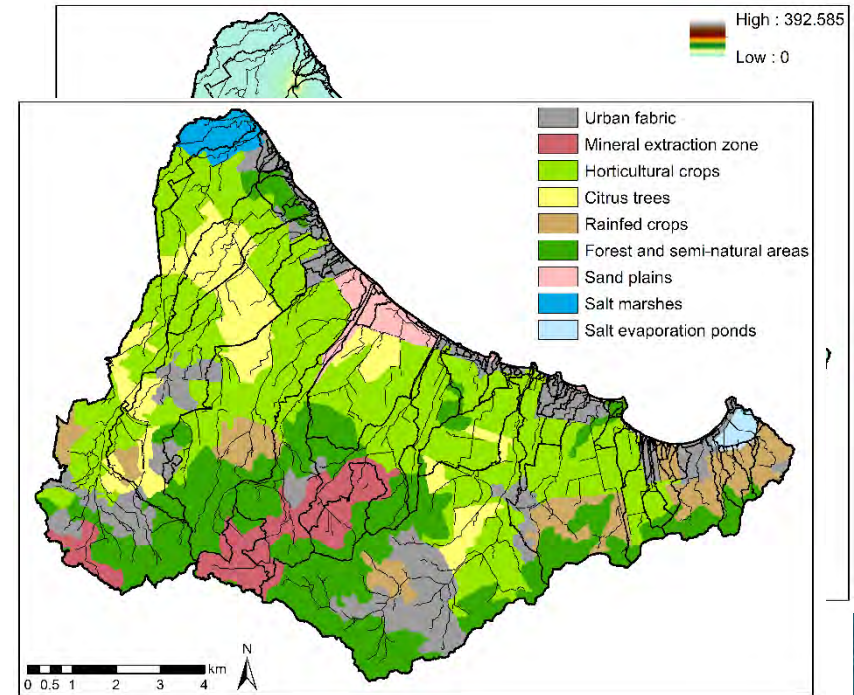 High : 392.585
Low : 0
Urban fabric
Mineral extraction zone
Horticultural crops
Citrus trees
Rainfed crops
Forest and semi-natural areas
Sand plains
Salt marshes
Salt evaporation ponds
N
km
0 0.5 1 2 3 4